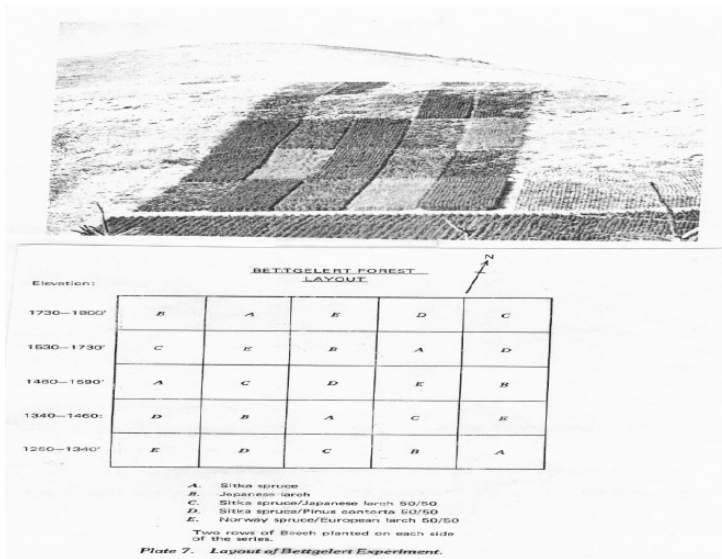 BETTGELERT FOREST
LAYOUT
N
Elevation:
1730—1800' B A E D C
1530—1730' C E B A D
1460—1590' A C D E B
1340—1460: D B A C E
1250—1340' E D C B A
A. Sitka spruce
B. Japanese larch
C. Sitka spruce/Japanese larch 50/50
D. Sitka spruce/Pinus contorta 50/50
E. Norway spruce/European larch 50/50
Two rows of Beech planted on each side
of the series.
Plate 7. Layout of Bettgelert Experiment.